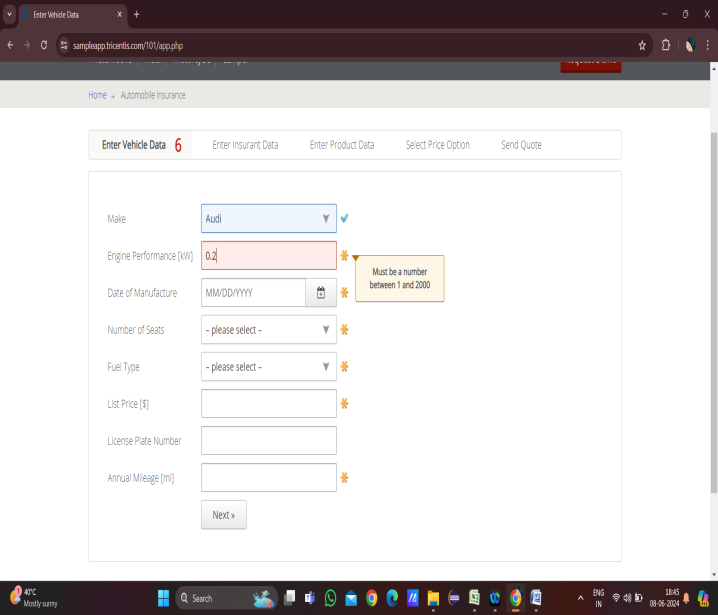 Enter Vehicle Data
sampleapp.tricentis.com/101/app.php
Home Automobile Insurance
Enter Vehicle Data 6 Enter Insurant Data Enter Product Data Select Price Option Send Quote
Make Audi
Engine Performance [kW] 0.2
Must be a number
between 1 and 2000
Date of Manufacture MM/DD/YYYY
Number of Seats – please select –
Fuel Type – please select –
List Price [$]
License Plate Number
Annual Mileage [mi]
Next »
40°C
Mostly sunny
Search
ENG
IN
18:45
08-06-2024